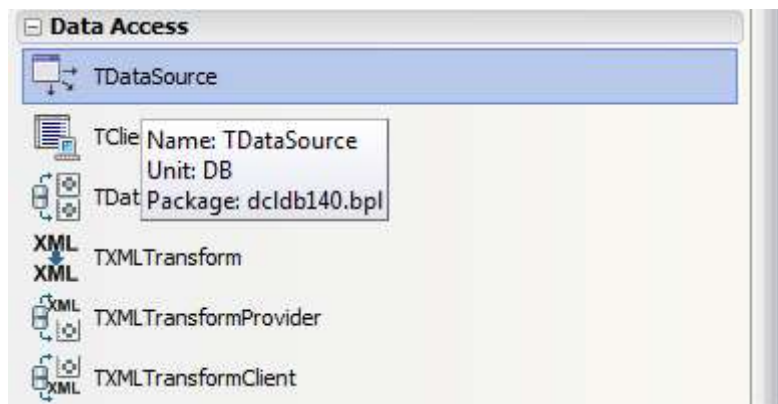 Data Access
TDataSource
TClie
Name: TDataSource
Unit: DB
TDat
Package: dcldb140.bpl
XML
XML
TXMLTransform
XML
TXMLTransformProvider
XML
TXMLTransformClient